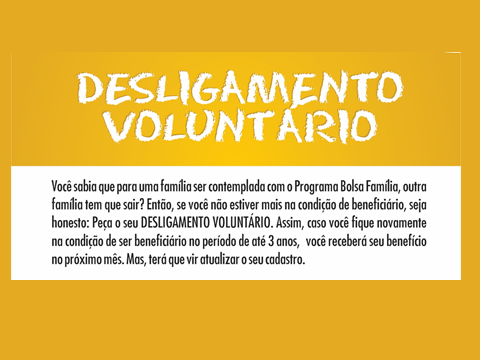 DESLIGAMENTO
VOLUNTÁRIO
Você sabia que para uma família ser contemplada com o Programa Bolsa Família, outra
família tem que sair? Então, se você não estiver mais na condição de beneficiário, seja
honesto: Peça o seu DESLIGAMENTO VOLUNTÁRIO. Assim, caso você fique novamente
na condição de ser beneficiário no período de até 3 anos, você receberá seu benefício
no próximo mês. Mas, terá que vir atualizar o seu cadastro.